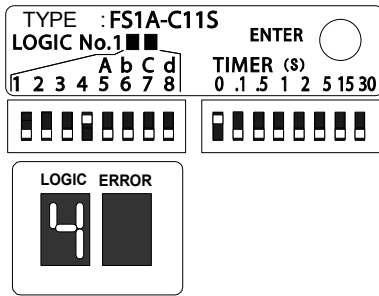 TYPE : FS1A-C11S
LOGIC No.1■■
ENTER
A b C d
1 2 3 4 5 6 7 8
TIMER (S)
0 .1 .5 1 2 5 15 30
LOGIC ERROR
4